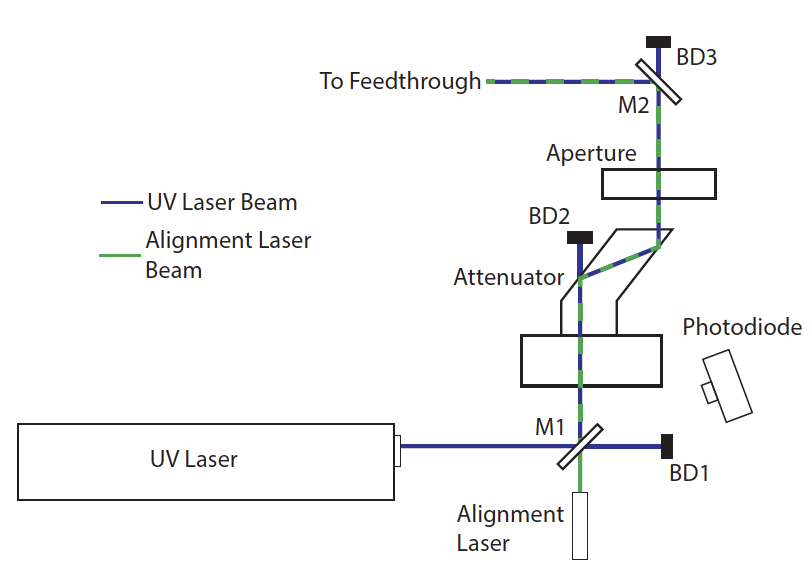 BD3
To Feedthrough
M2
Aperture
UV Laser Beam
BD2
Alignment Laser
Beam
Attenuator
Photodiode
M1
UV Laser
BD1
Alignment
Laser